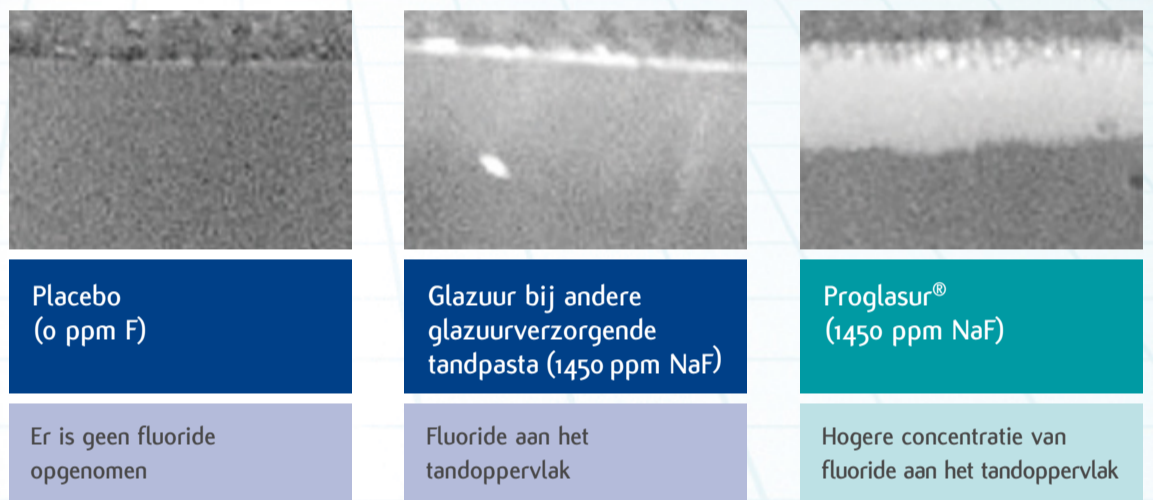 Placebo
(0 ppm F)
Glazuur bij andere
glazuurverzorgende
tandpasta (1450 ppm NaF)
Proglasur®
(1450 ppm NaF)
Er is geen fluoride
opgenomen
Fluoride aan het
tandoppervlak
Hogere concentratie van
fluoride aan het tandoppervlak